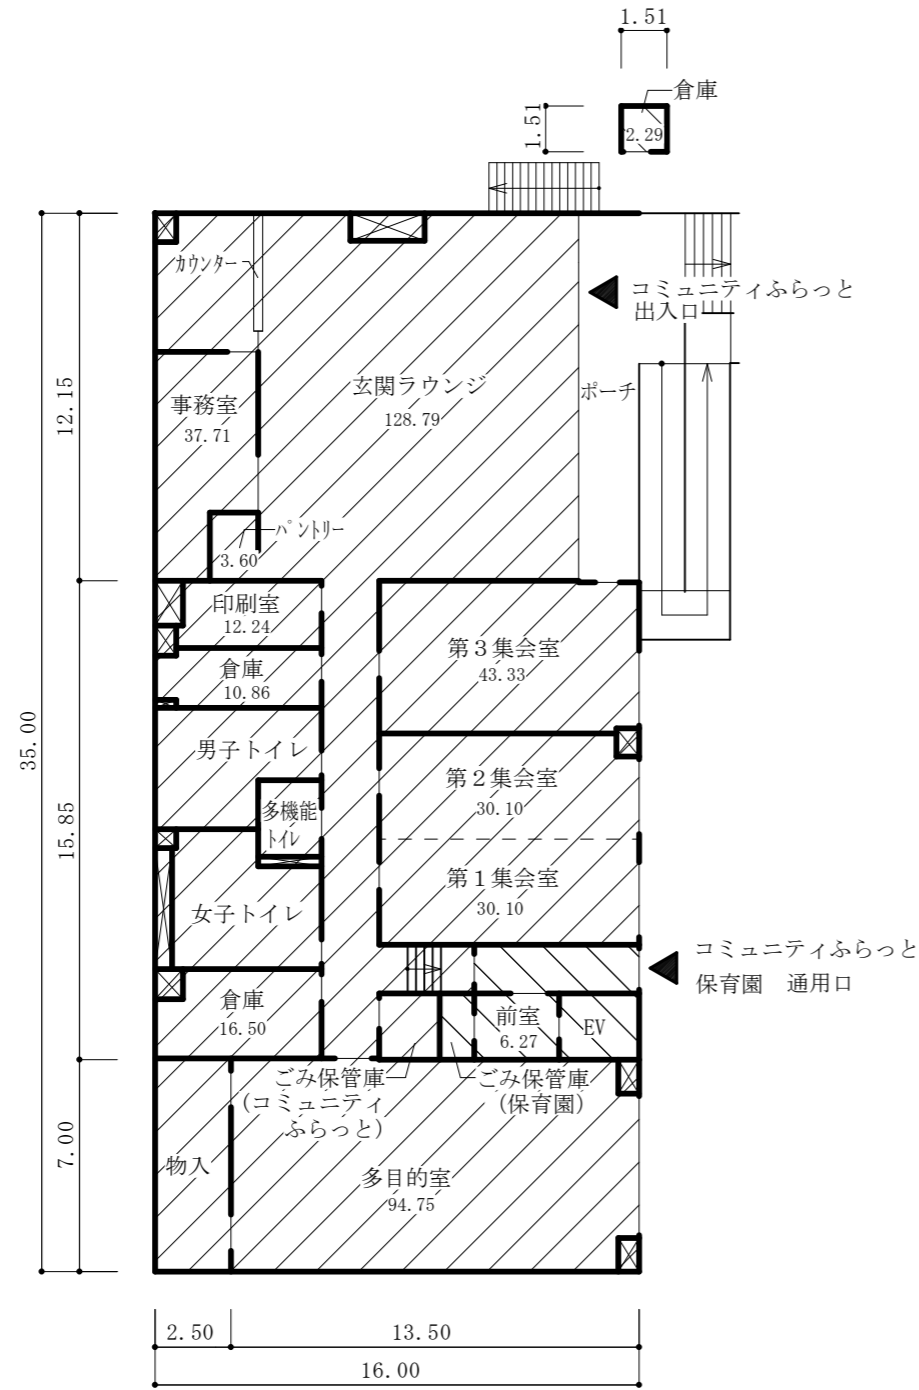 1.51
倉庫
1.51
2.29
カウンター
コミュニティふらっと
出入口
12.15
事務室
37.71
玄関ラウンジ
128.79
ポーチ
パントリー
3.60
印刷室
12.24
倉庫
10.86
第3集会室
43.33
35.00
15.85
男子トイレ
多機能
トイレ
第2集会室
30.10
第1集会室
30.10
女子トイレ
コミュニティふらっと
保育園 通用口
倉庫
16.50
前室
6.27
EV
ごみ保管庫
(コミュニティ
ふらっと)
ごみ保管庫
(保育園)
7.00
物入
多目的室
94.75
2.50
13.50
16.00